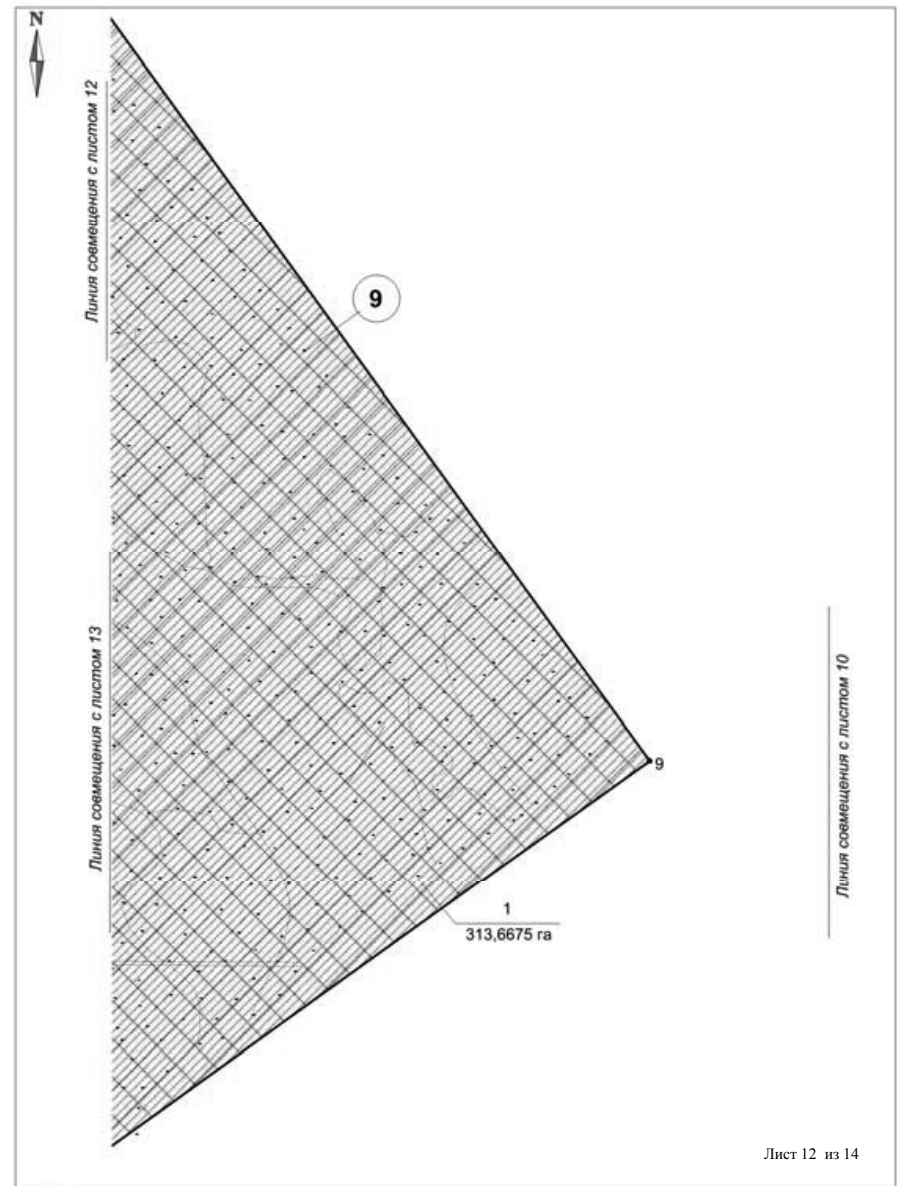 N
Линия совмещения с листом 12
9
Линия совмещения с листом 13
9
Линия совмещения с листом 10
1
313,6675 га
Лист 12 из 14